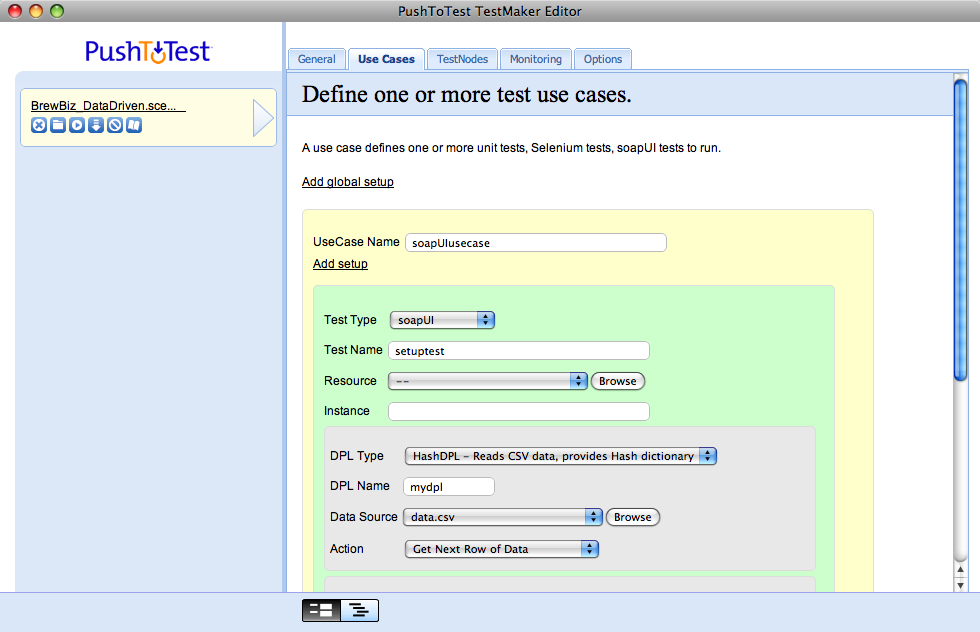 PushToTest TestMaker Editor
PushToTest
General
Use Cases
TestNodes
Monitoring
Options
BrewBiz_DataDriven.sce...
Define one or more test use cases.
A use case defines one or more unit tests, Selenium tests, soapUI tests to run.
Add global setup
UseCase Name soapUIusecase
Add setup
Test Type soapUI
Test Name setuptest
Resource -- Browse
Instance
DPL Type HashDPL - Reads CSV data, provides Hash dictionary
DPL Name mydpl
Data Source data.csv Browse
Action Get Next Row of Data